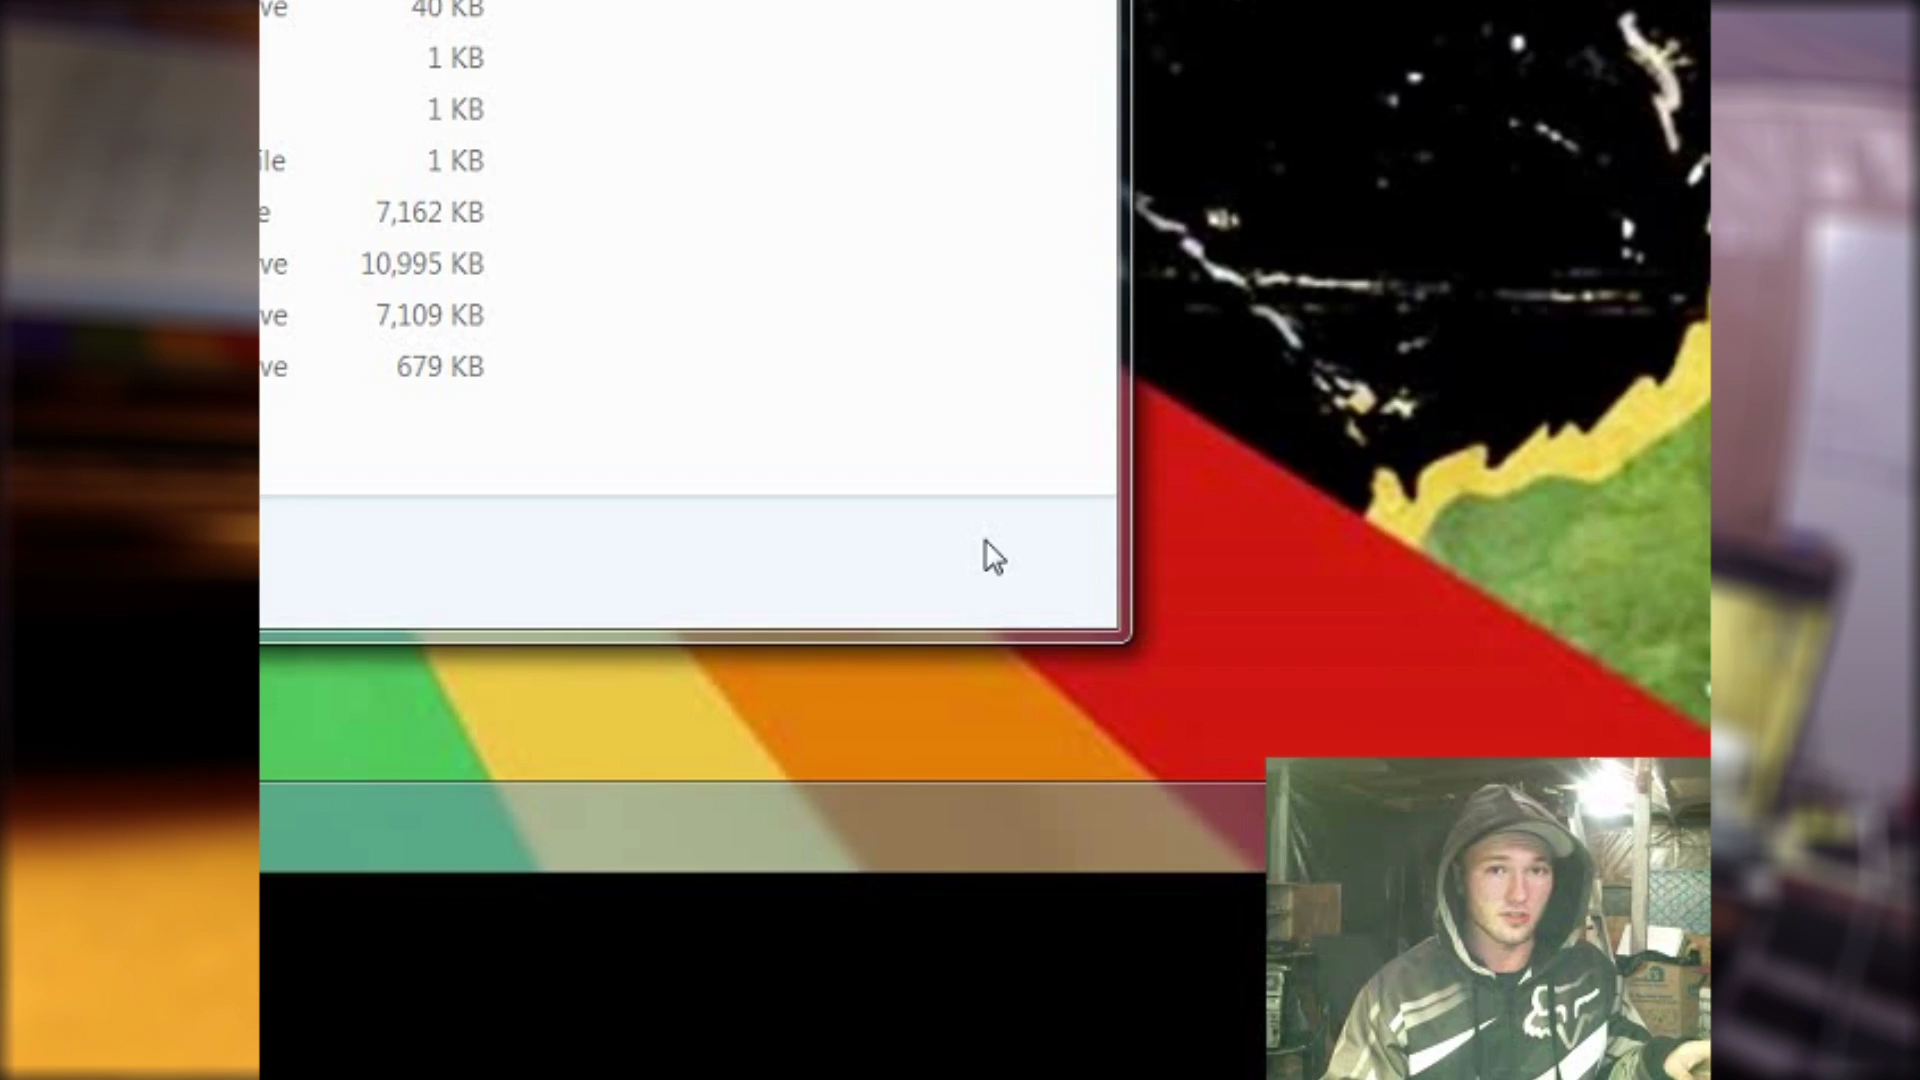 ve 40 KB
1 KB
1 KB
ile 1 KB
e 7,162 KB
ve 10,995 KB
ve 7,109 KB
ve 679 KB